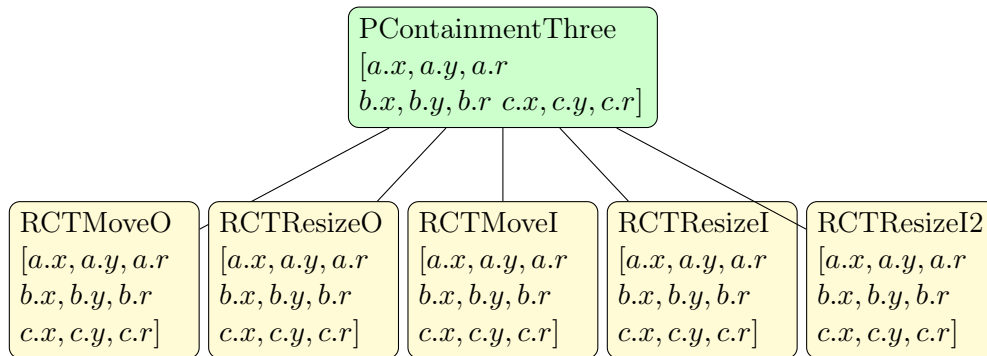 PContainmentThree
[a.x, a.y, a.r
b.x, b.y, b.r c.x, c.y, c.r]
RCTMoveO
[a.x, a.y, a.r
b.x, b.y, b.r
c.x, c.y, c.r]
RCTResizeO
[a.x, a.y, a.r
b.x, b.y, b.r
c.x, c.y, c.r]
RCTMoveI
[a.x, a.y, a.r
b.x, b.y, b.r
c.x, c.y, c.r]
RCTResizeI
[a.x, a.y, a.r
b.x, b.y, b.r
c.x, c.y, c.r]
RCTResizeI2
[a.x, a.y, a.r
b.x, b.y, b.r
c.x, c.y, c.r]